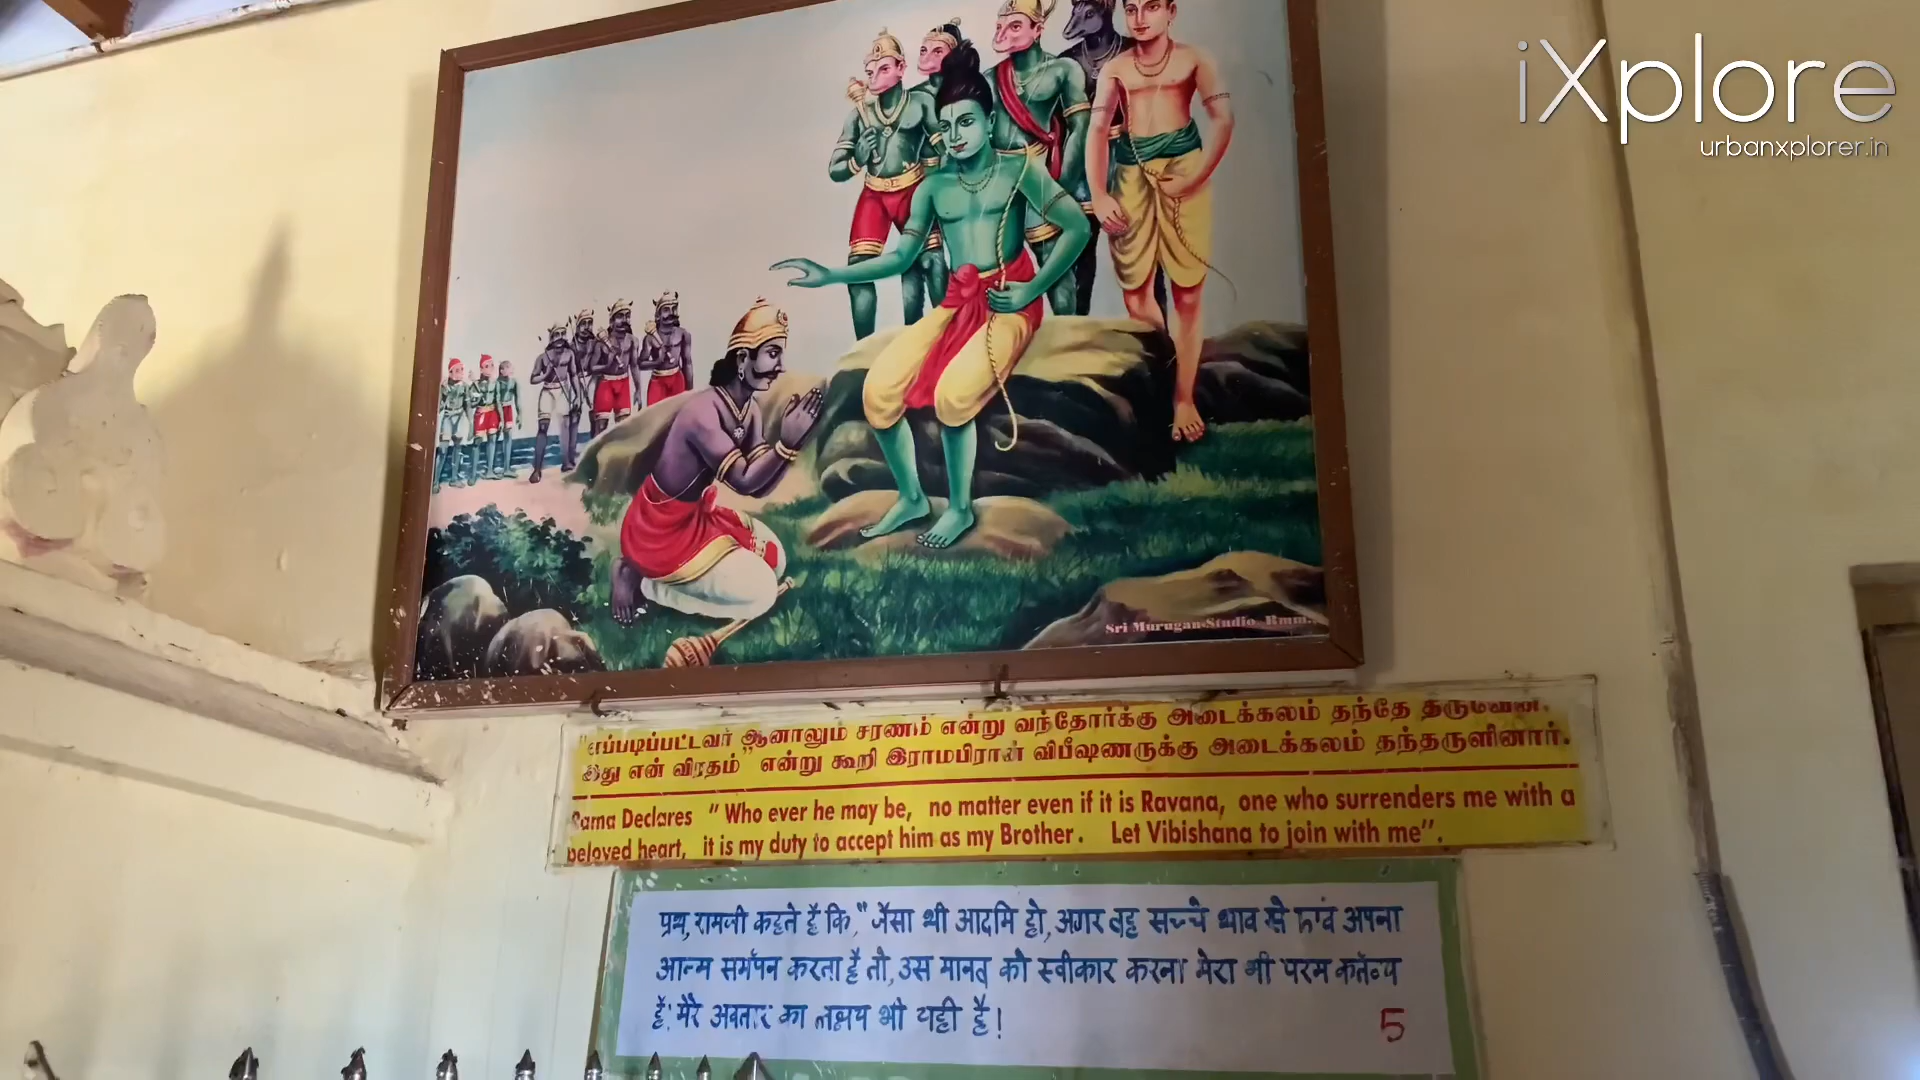 iXplore
urbanxplorer.in
Sri Murugan Studio Rmm.
"எப்படிப்பட்டவர் ஆனாலும் சரணம் என்று வந்தோர்க்கு அடைக்கலம் தந்தே தருவேன்.
இது என் விரதம்" என்று கூறி இராமபிரான் விபீஷணருக்கு அடைக்கலம் தந்தருளினார்.
Rama Declares " Who ever he may be, no matter even if it is Ravana, one who surrenders me with a
beloved heart, it is my duty to accept him as my Brother. Let Vibishana to join with me".
प्रभु रामजी कहते हैं कि, "जैसा भी आदमि हो, अगर वह सच्चे भाव से अपना
आत्म समर्पन करता है तो, उस मानव को स्वीकार करना मेरा भी परम कर्तव्य
है; मेरे अवतार का लक्षय भी यही है!
5